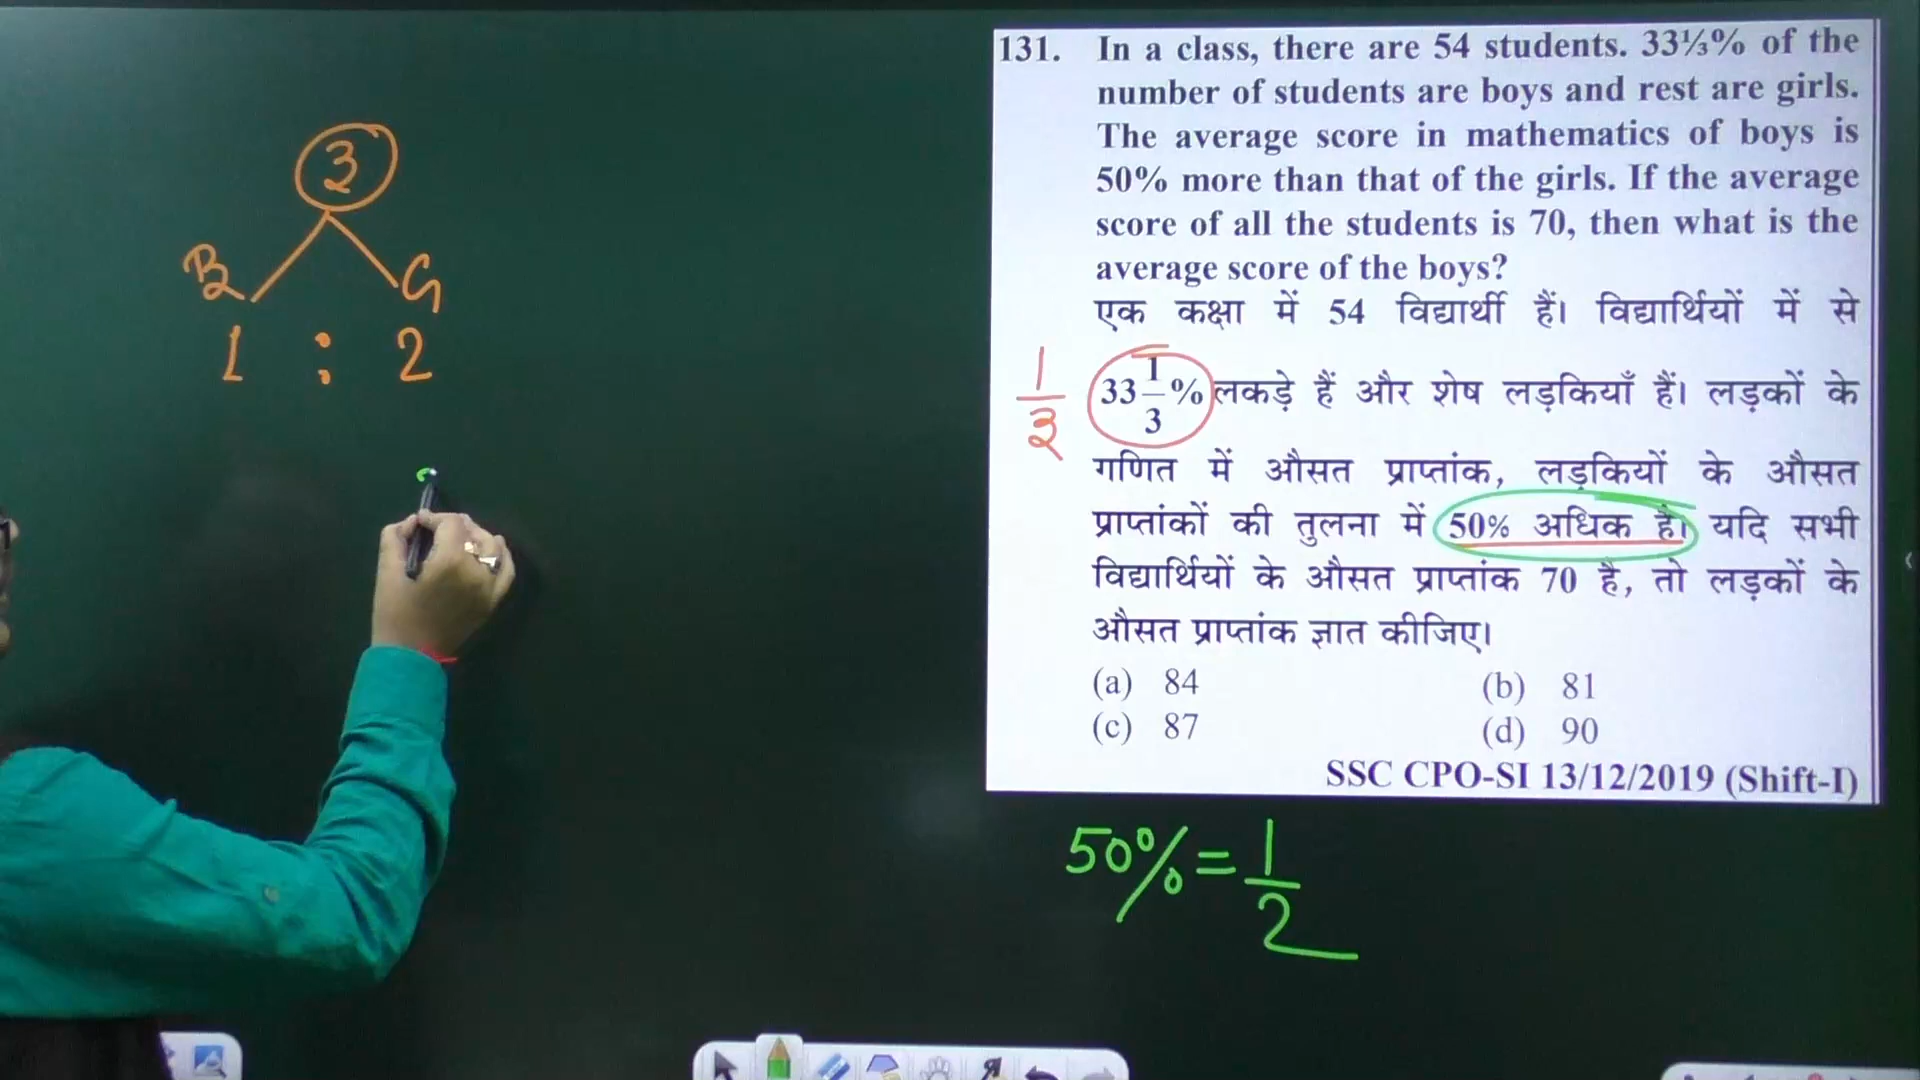 3
B G
1 : 2
131. In a class, there are 54 students. 33⅓% of the
number of students are boys and rest are girls.
The average score in mathematics of boys is
50% more than that of the girls. If the average
score of all the students is 70, then what is the
average score of the boys?
एक कक्षा में 54 विद्यार्थी हैं। विद्यार्थियों में से
1/3 33 1/3 % लकड़े हैं और शेष लड़कियाँ हैं। लड़कों के
गणित में औसत प्राप्तांक, लड़कियों के औसत
प्राप्तांकों की तुलना में 50% अधिक है। यदि सभी
विद्यार्थियों के औसत प्राप्तांक 70 है, तो लड़कों के
औसत प्राप्तांक ज्ञात कीजिए।
(a) 84 (b) 81
(c) 87 (d) 90
SSC CPO-SI 13/12/2019 (Shift-I)
50% = 1/2